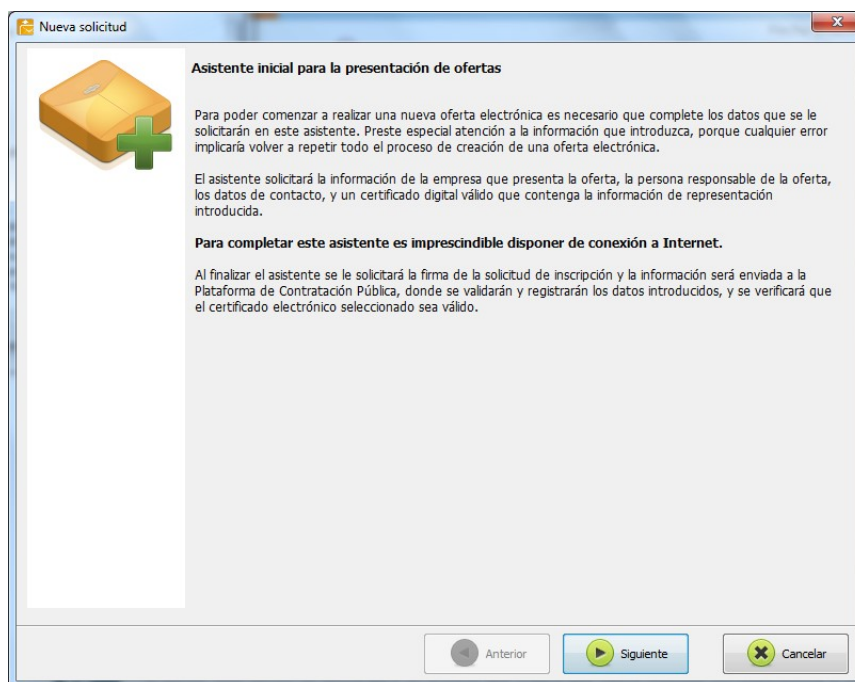 Nueva solicitud
Asistente inicial para la presentación de ofertas
Para poder comenzar a realizar una nueva oferta electrónica es necesario que complete los datos que se le
solicitarán en este asistente. Preste especial atención a la información que introduzca, porque cualquier error
implicaría volver a repetir todo el proceso de creación de una oferta electrónica.
El asistente solicitará la información de la empresa que presenta la oferta, la persona responsable de la oferta,
los datos de contacto, y un certificado digital válido que contenga la información de representación
introducida.
Para completar este asistente es imprescindible disponer de conexión a Internet.
Al finalizar el asistente se le solicitará la firma de la solicitud de inscripción y la información será enviada a la
Plataforma de Contratación Pública, donde se validarán y registrarán los datos introducidos, y se verificará que
el certificado electrónico seleccionado sea válido.
Anterior
Siguiente
Cancelar